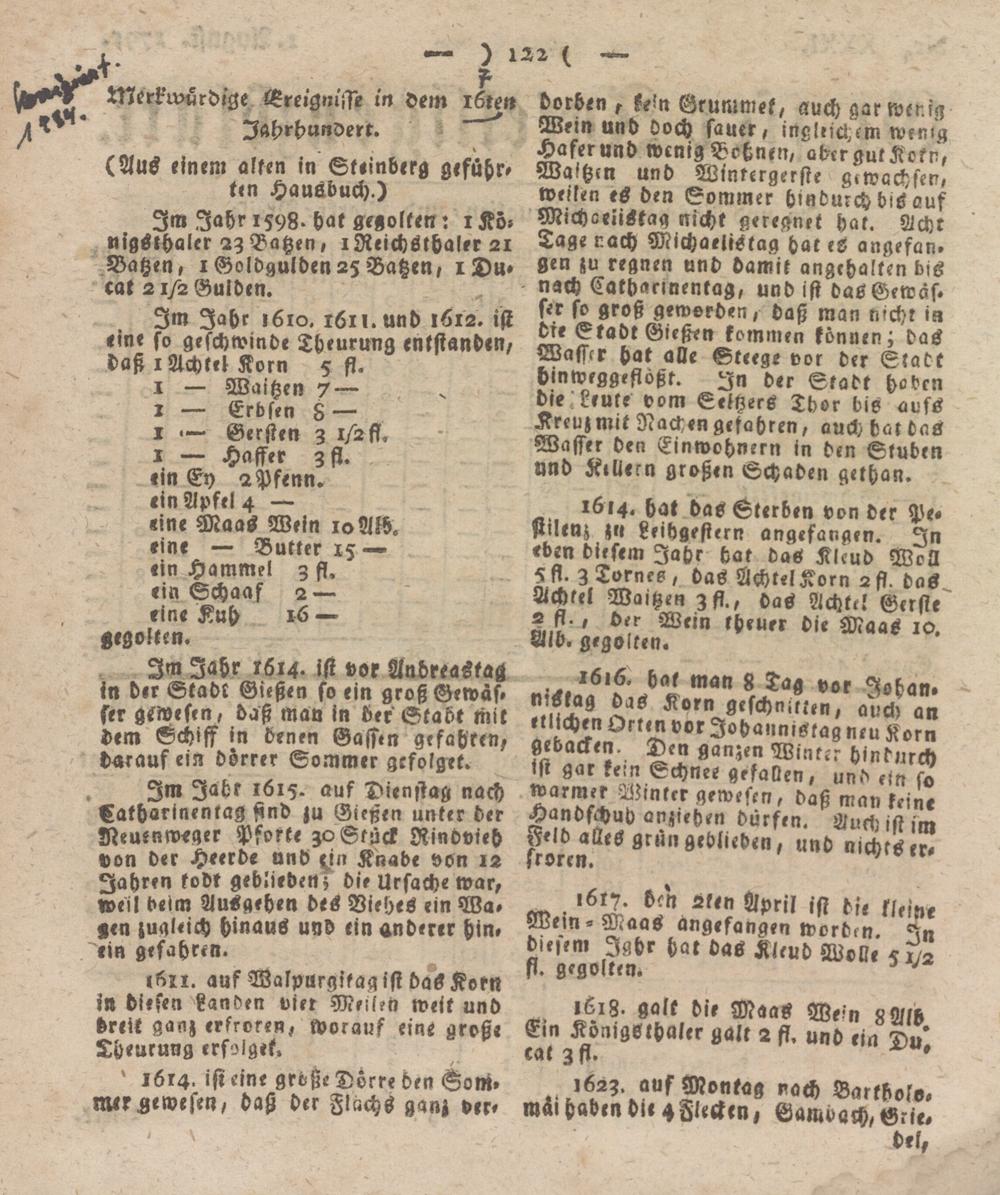 — ) 122 ( —
7
1984.
Merkwürdige Ereignisse in dem 16ten
Jahrhundert.
(Aus einem alten in Steinberg geführ-
ten Hausbuch.)
Im Jahr 1598. hat gegolten: 1 Kö-
nigsthaler 23 Batzen, 1 Reichsthaler 21
Batzen, 1 Goldgulden 25 Batzen, 1 Du-
cat 2 1/2 Gulden.
Im Jahr 1610. 1611. und 1612. ist
eine so geschwinde Theurung entstanden,
daß 1 Achtel Korn 5 fl.
1 — Waitzen 7 —
1 — Erbsen 8 —
1 — Gersten 3 1/2 fl.
1 — Haffer 3 fl.
ein Ey 2 Pfenn.
ein Apfel 4 —
eine Maas Wein 10 Alb.
eine — Butter 15 —
ein Hammel 3 fl.
ein Schaaf 2 —
eine Kuh 16 —
gegolten.
Im Jahr 1614. ist vor Andreastag
in der Stadt Gießen so ein groß Gewäs-
ser gewesen, daß man in der Stadt mit
dem Schiff in denen Gassen gefahren,
darauf ein dörrer Sommer gefolget.
Im Jahr 1615. auf Dienstag nach
Catharinentag sind zu Gießen unter der
Neuenweger Pforte 30 Stück Rindvieh
von der Heerde und ein Knabe von 12
Jahren todt geblieben; die Ursache war,
weil beim Ausgehen des Viehes ein Wa-
gen zugleich hinaus und ein anderer hin-
ein gefahren.
1611. auf Walpurgitag ist das Korn
in diesen Landen vier Meilen weit und
breit ganz erfroren, worauf eine große
Theurung erfolget.
1614. ist eine große Dörre den Som-
mer gewesen, daß der Flachs ganz ver-
dorben, kein Grummet, auch gar wenig
Wein und doch sauer, ingleichem wenig
Hafer und wenig Bohnen, aber gut Korn,
Waitzen und Wintergerste gewachsen,
weilen es den Sommer hindurch bis auf
Michaelistag nicht geregnet hat. Acht
Tage nach Michaelistag hat es angefan-
gen zu regnen und damit angehalten bis
nach Catharinentag, und ist das Gewäs-
ser so groß geworden, daß man nicht in
die Stadt Gießen kommen können; das
Wasser hat alle Steege vor der Stadt
hinweggeflößt. In der Stadt haben
die Leute vom Seltzers Thor bis aufs
Kreuz mit Nachen gefahren, auch hat das
Wasser den Einwohnern in den Stuben
und Kellern großen Schaden gethan.
1614. hat das Sterben von der Pe-
stilenz zu Leihgestern angefangen. In
eben diesem Jahr hat das Kleud Woll
5 fl. 3 Tornes, das Achtel Korn 2 fl. das
Achtel Waitzen 3 fl., das Achtel Gerste
2 fl., der Wein theuer die Maas 10.
Alb. gegolten.
1616. hat man 8 Tag vor Johan-
nistag das Korn geschnitten, auch an
etlichen Orten vor Johannistag neu Korn
gebacken. Den ganzen Winter hindurch
ist gar kein Schnee gefallen, und ein so
warmer Winter gewesen, daß man keine
Handschuh anziehen dürfen. Auch ist im
Feld alles grün geblieben, und nichts er-
froren.
1617. den 2ten April ist die kleine
Wein-Maas angefangen worden. In
diesem Jahr hat das Kleud Wolle 5 1/2
fl. gegolten.
1618. galt die Maas Wein 8 Alb.
Ein Königsthaler galt 2 fl. und ein Du-
cat 3 fl.
1623. auf Montag nach Bartholo-
mäi haben die 4 Flecken, Gambach, Grie-
del,